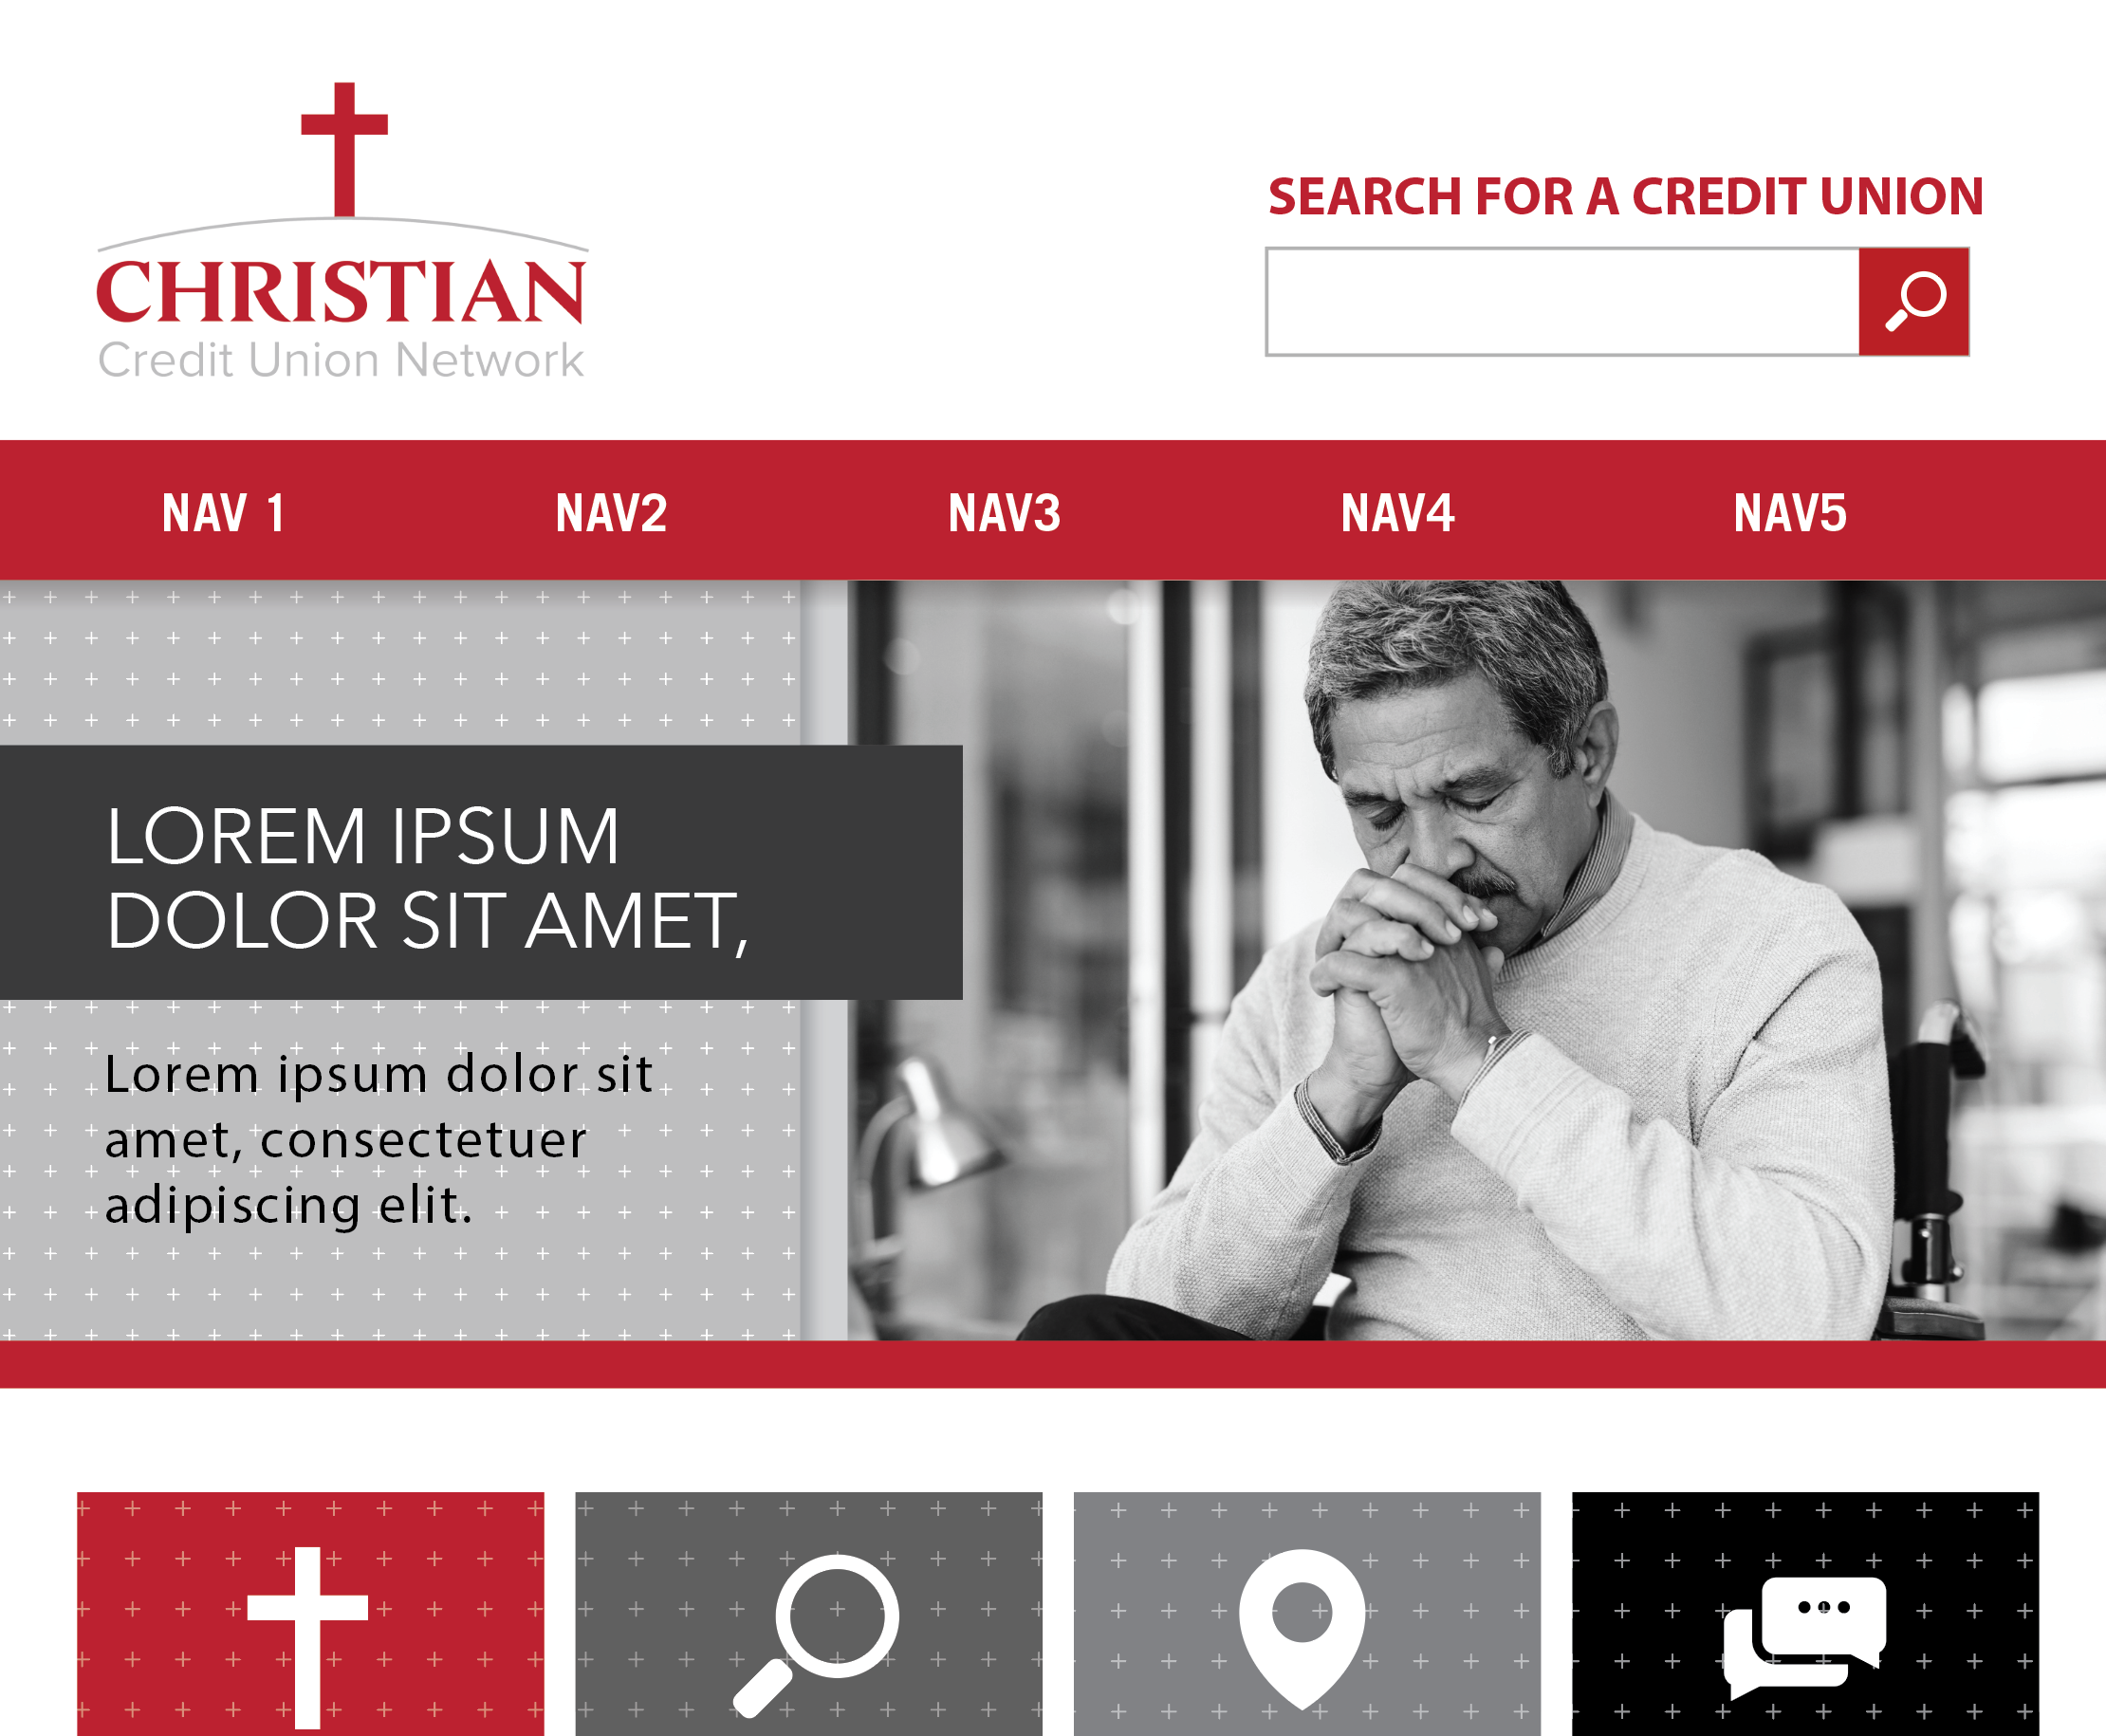 CHRISTIAN
Credit Union Network
SEARCH FOR A CREDIT UNION
NAV 1
NAV2
NAV3
NAV4
NAV5
LOREM IPSUM
DOLOR SIT AMET,
Lorem ipsum dolor sit
amet, consectetuer
adipiscing elit.